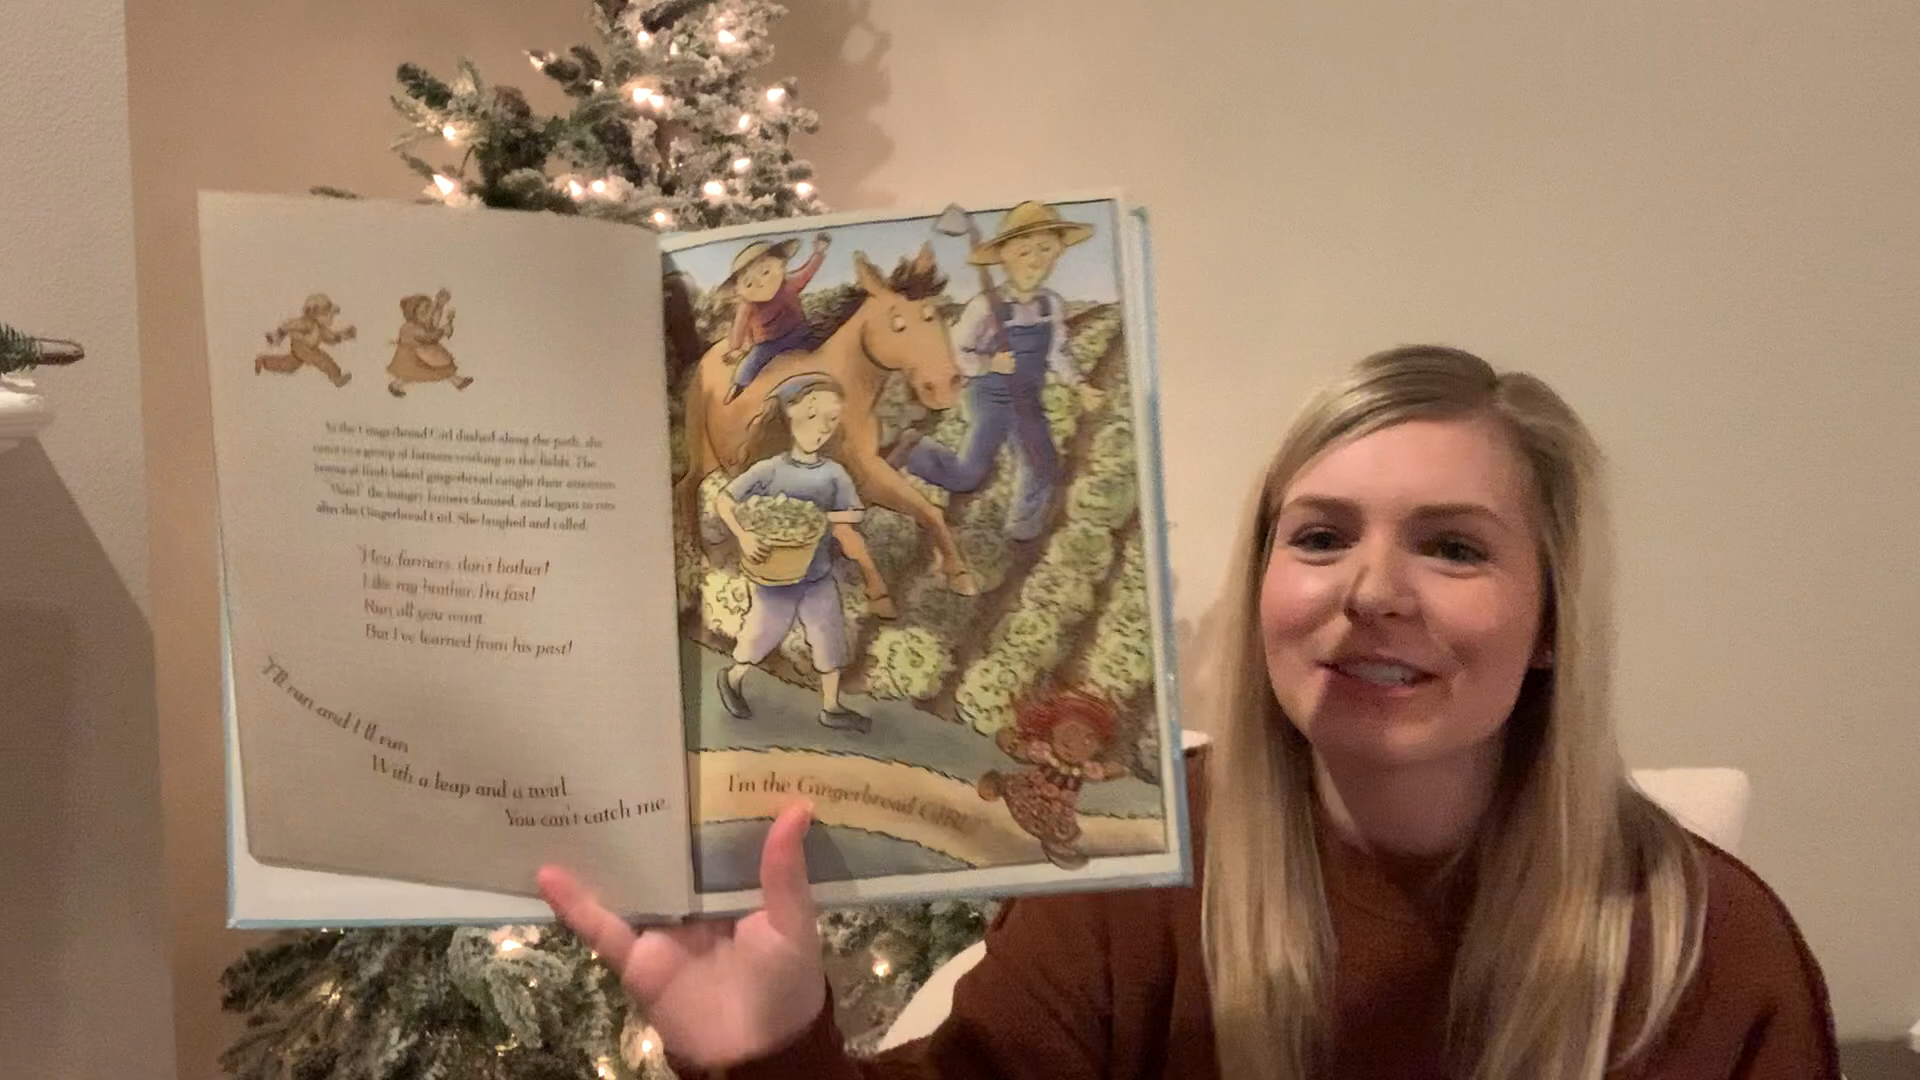 As the Gingerbread Girl dashed along the path, she
came to a group of farmers working in the fields. The
aroma of fresh-baked gingerbread caught their attention.
"Wait!" the hungry farmers shouted, and began to run
after the Gingerbread Girl. She laughed and called,
"Hey, farmers, don't bother!
Like my brother, I'm fast!
Run all you want.
But I've learned from his past!
I'll run and I'll run
With a leap and a twirl.
You can't catch me.
I'm the Gingerbread GIRL!"